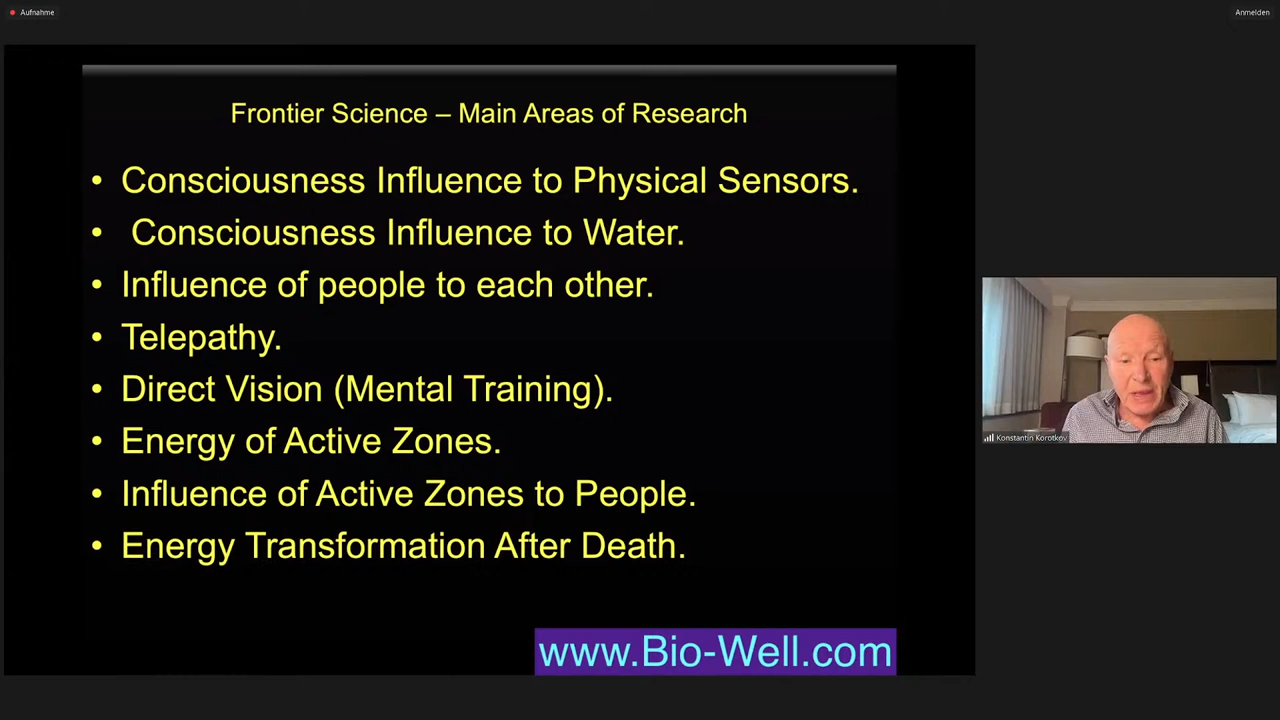 Aufnahme
Anmelden
Frontier Science – Main Areas of Research
• Consciousness Influence to Physical Sensors.
• Consciousness Influence to Water.
• Influence of people to each other.
• Telepathy.
• Direct Vision (Mental Training).
• Energy of Active Zones.
• Influence of Active Zones to People.
• Energy Transformation After Death.
www.Bio-Well.com
Konstantin Korotkov